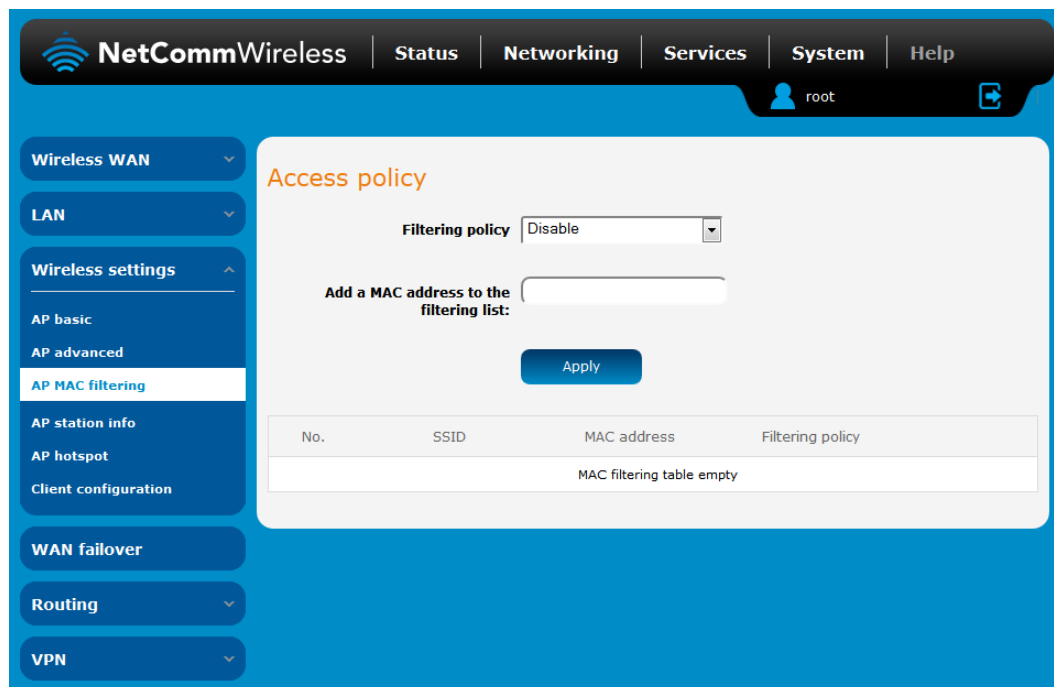 NetCommWireless Status Networking Services System Help
root
Wireless WAN
LAN
Wireless settings
AP basic
AP advanced
AP MAC filtering
AP station info
AP hotspot
Client configuration
WAN failover
Routing
VPN
Access policy
Filtering policy Disable
Add a MAC address to the
filtering list:
Apply
No. SSID MAC address Filtering policy
MAC filtering table empty